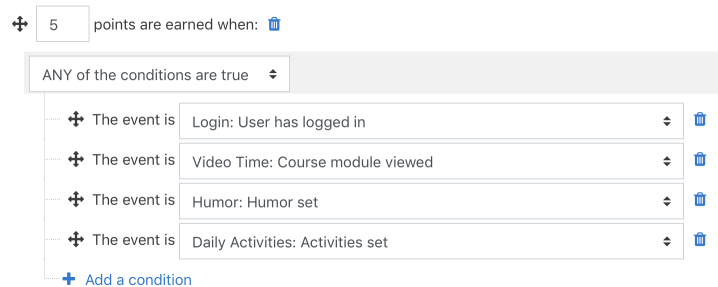 5 points are earned when:
ANY of the conditions are true
The event is Login: User has logged in
The event is Video Time: Course module viewed
The event is Humor: Humor set
The event is Daily Activities: Activities set
Add a condition